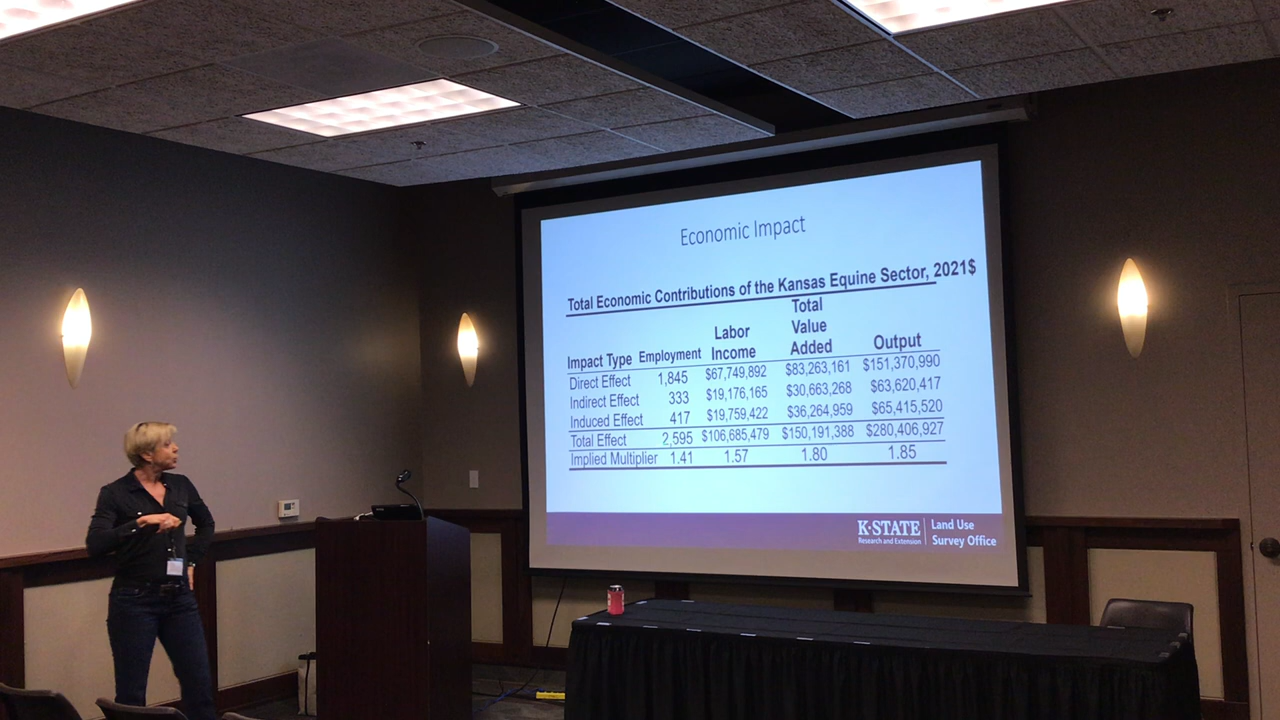 Economic Impact
Total Economic Contributions of the Kansas Equine Sector, 2021$
Impact Type Employment Labor Income Total Value Added Output
Direct Effect 1,845 $67,749,892 $83,263,161 $151,370,990
Indirect Effect 333 $19,176,165 $30,663,268 $63,620,417
Induced Effect 417 $19,759,422 $36,264,959 $65,415,520
Total Effect 2,595 $106,685,479 $150,191,388 $280,406,927
Implied Multiplier 1.41 1.57 1.80 1.85
K-STATE
Research and Extension
Land Use
Survey Office